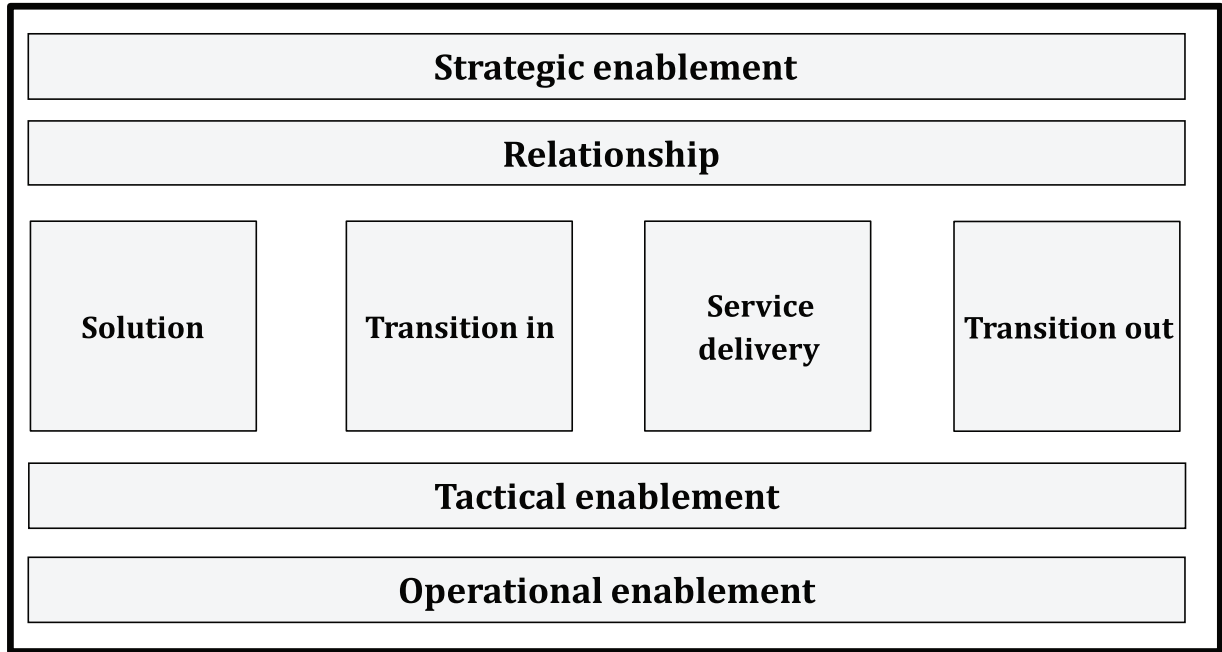 Strategic enablement
Relationship
Solution
Transition in
Service
delivery
Transition out
Tactical enablement
Operational enablement